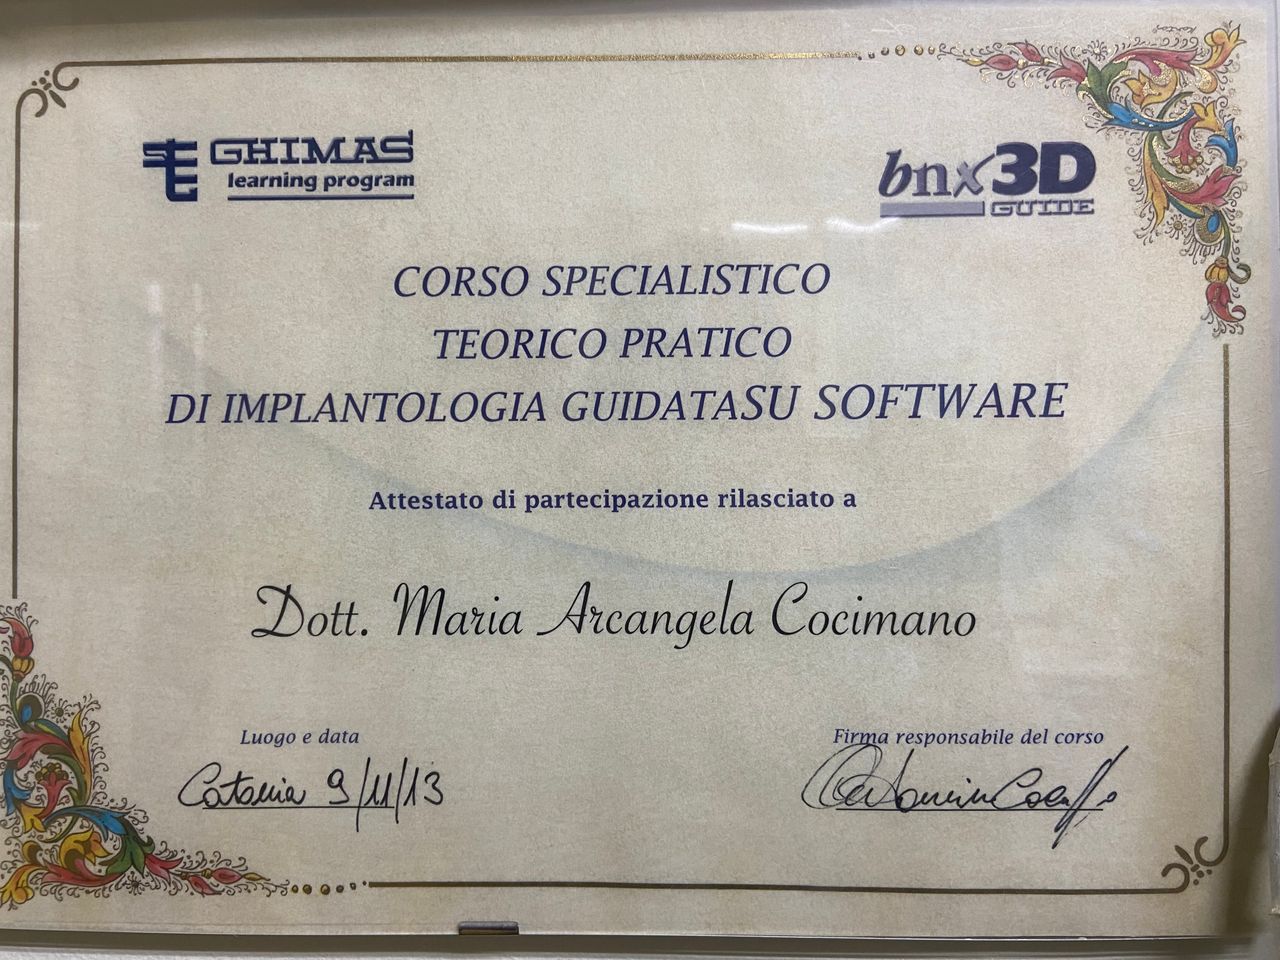 GHIMAS
learning program
bnx3D
GUIDE
CORSO SPECIALISTICO
TEORICO PRATICO
DI IMPLANTOLOGIA GUIDATASU SOFTWARE
Attestato di partecipazione rilasciato a
Dott. Maria Arcangela Cocimano
Luogo e data
Catania 9/11/13
Firma responsabile del corso